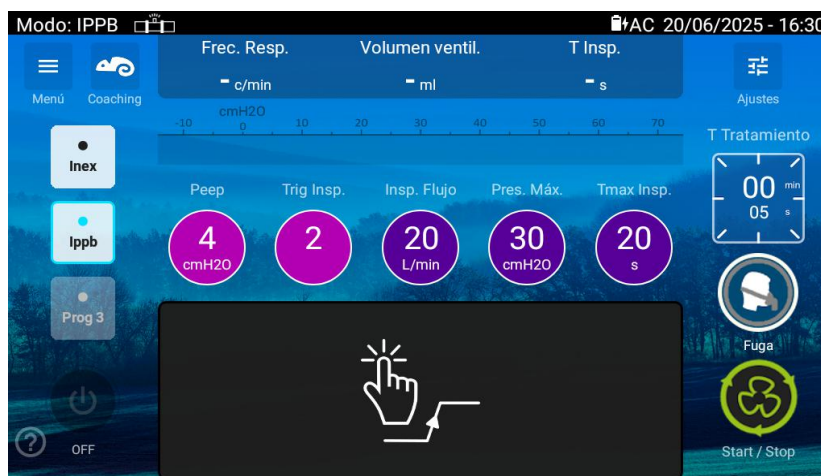 Modo: IPPB AC 20/06/2025 - 16:30
Frec. Resp. Volumen ventil. T Insp.
- c/min - ml - s
Menú Coaching Ajustes
cmH2O
-10 0 10 20 30 40 50 60 70
T Tratamiento
00 min
05 s
Inex
Peep Trig Insp. Insp. Flujo Pres. Máx. Tmax Insp.
4 2 20 30 20
cmH2O L/min cmH2O s
Ippb
Prog 3
Fuga
? OFF Start / Stop